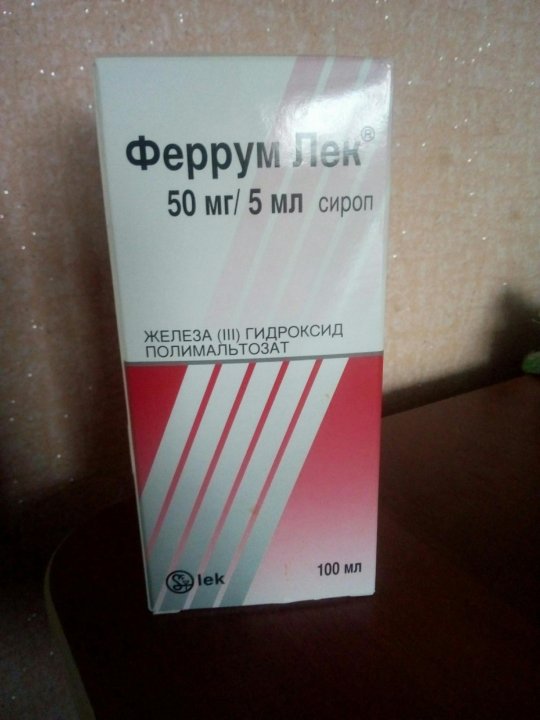 Феррум Лек®
50 мг/ 5 мл сироп
ЖЕЛЕЗА (III) ГИДРОКСИД
ПОЛИМАЛЬТОЗАТ
lek
100 мл